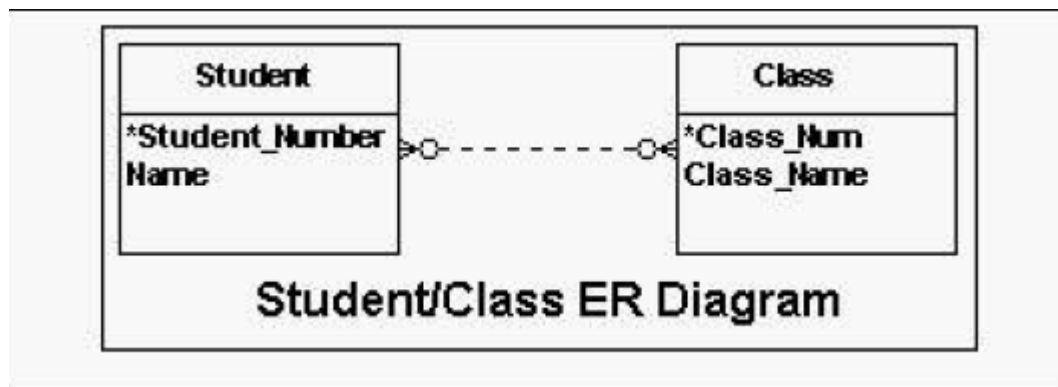 Student
*Student_Number
Name
Class
*Class_Num
Class_Name
Student/Class ER Diagram